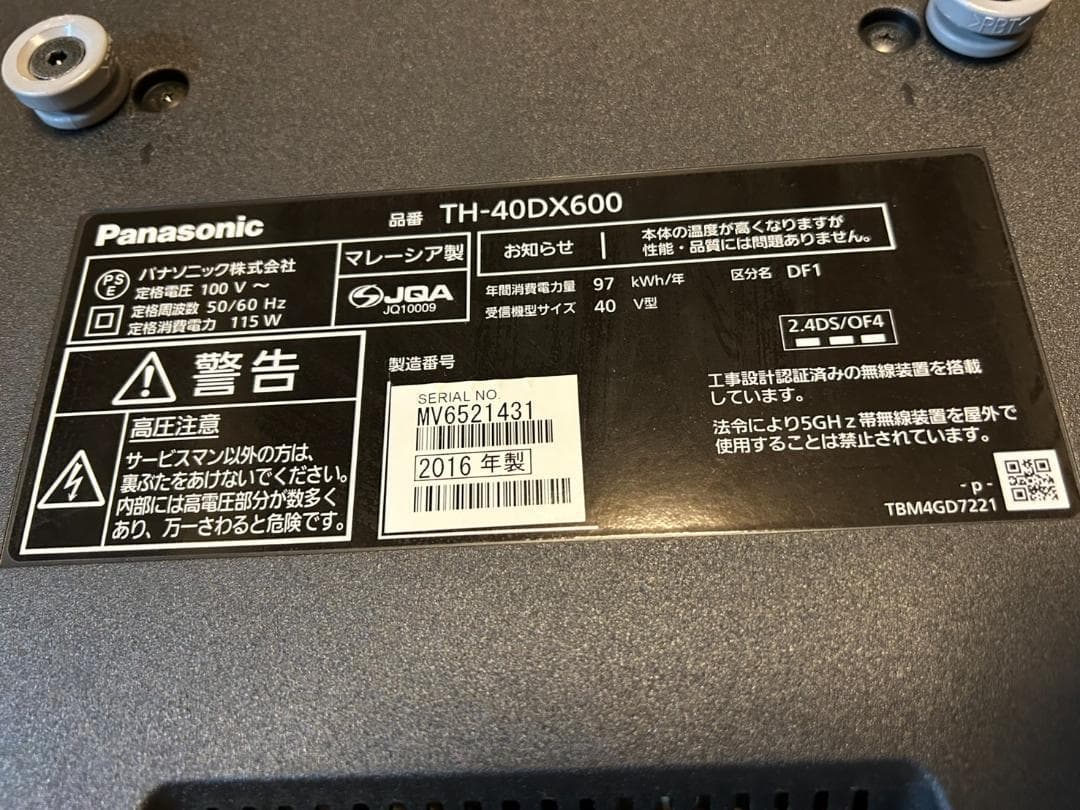 Panasonic
品番 TH-40DX600
PS
E
パナソニック株式会社
定格電圧 100 V ～
定格周波数 50/60 Hz
定格消費電力 115 W
マレーシア製
JQA
JQ10009
お知らせ
本体の温度が高くなりますが
性能・品質には問題ありません。
年間消費電力量 97 kWh/年
区分名 DF1
受信機型サイズ 40 V型
2.4DS/OF4
警告
高圧注意
サービスマン以外の方は、
裏ぶたをあけないでください。
内部には高電圧部分が数多く
あり、万一さわると危険です。
製造番号
SERIAL NO.
MV6521431
2016 年製
工事設計認証済みの無線装置を搭載
しています。
法令により5GHz帯無線装置を屋外で
使用することは禁止されています。
- p -
TBM4GD7221
>PBT<